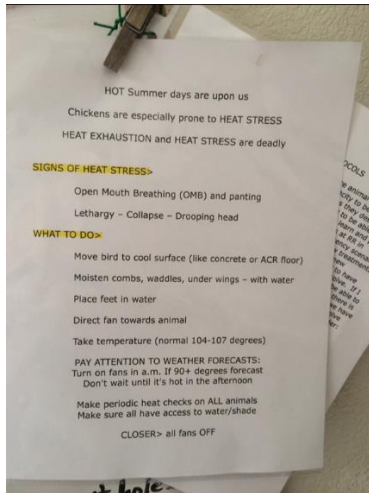 HOT Summer days are upon us
Chickens are especially prone to HEAT STRESS
HEAT EXHAUSTION and HEAT STRESS are deadly
SIGNS OF HEAT STRESS>
Open Mouth Breathing (OMB) and panting
Lethargy – Collapse – Drooping head
WHAT TO DO>
Move bird to cool surface (like concrete or ACR floor)
Moisten combs, waddles, under wings – with water
Place feet in water
Direct fan towards animal
Take temperature (normal 104-107 degrees)
PAY ATTENTION TO WEATHER FORECASTS:
Turn on fans in a.m. If 90+ degrees forecast
Don't wait until it's hot in the afternoon
Make periodic heat checks on ALL animals
Make sure all have access to water/shade
CLOSER> all fans OFF